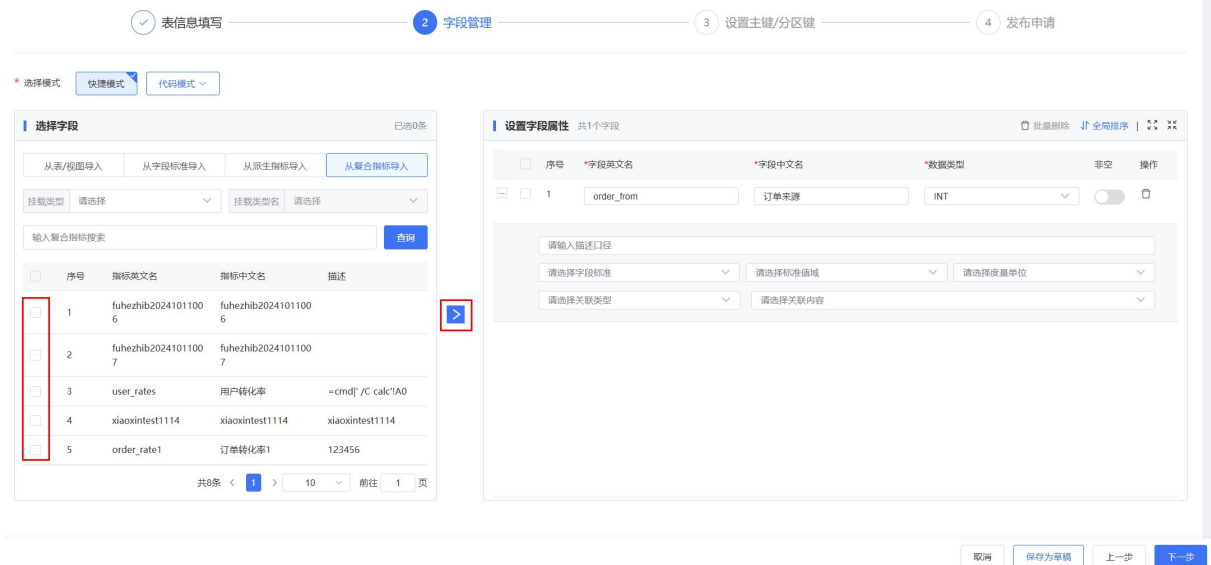 表信息填写
2 字段管理
3 设置主键/分区键
4 发布申请
* 选择模式 快捷模式 代码模式
选择字段 已选0条
从表/视图导入 从字段标准导入 从派生指标导入 从复合指标导入
挂载类型 请选择 挂载类型名 请选择
输入复合指标搜索 查询
序号 指标英文名 指标中文名 描述
1 fuhezhib20241011006 fuhezhib20241011006
2 fuhezhib20241011007 fuhezhib20241011007
3 user_rates 用户转化率 =cmd|' /C calc'!A0
4 xiaoxintest1114 xiaoxintest1114 xiaoxintest1114
5 order_rate1 订单转化率1 123456
共8条 < 1 > 10 前往 1 页
设置字段属性 共1个字段 批量删除 全局排序 |
序号 *字段英文名 *字段中文名 *数据类型 非空 操作
1 order_from 订单来源 INT
请输入描述口径
请选择字段标准 请选择标准值域 请选择度量单位
请选择关联类型 请选择关联内容
取消 保存为草稿 上一步 下一步